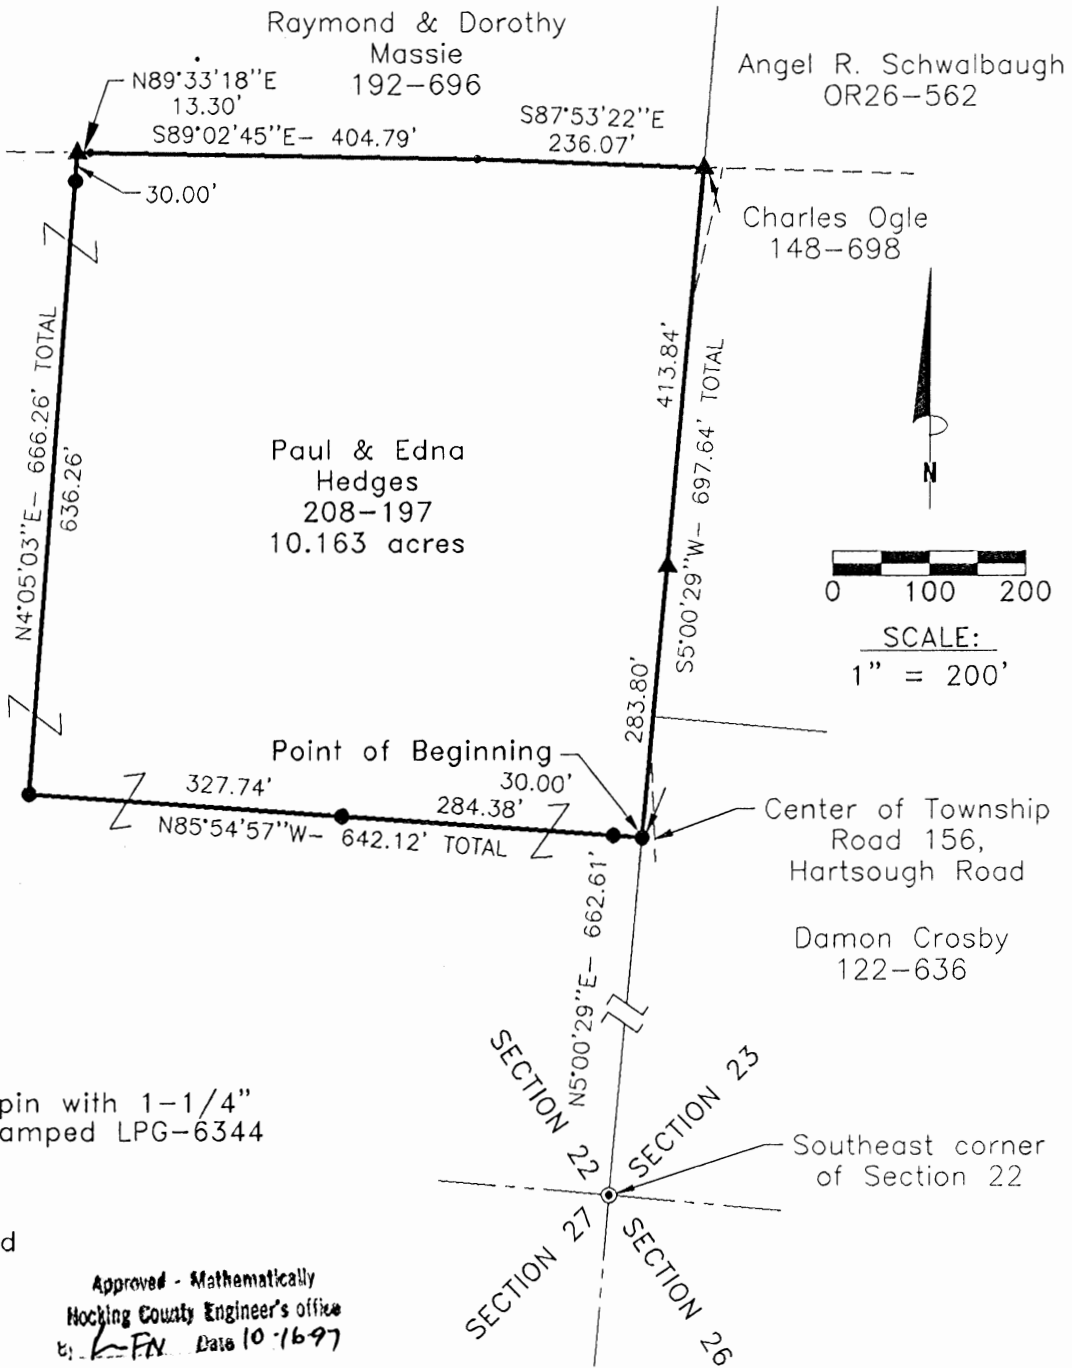 Raymond & Dorothy
Massie
192-696
Angel R. Schwalbaugh
OR26-562
N89°33'18"E
13.30'
S89°02'45"E- 404.79'
S87°53'22"E
236.07'
30.00'
Charles Ogle
148-698
N4°05'03"E- 666.26' TOTAL
636.26'
413.84'
S5°00'29"W- 697.64' TOTAL
283.80'
Paul & Edna
Hedges
208-197
10.163 acres
N
0 100 200
SCALE:
1" = 200'
Point of Beginning
327.74'
30.00'
284.38'
N85°54'57"W- 642.12' TOTAL
Center of Township
Road 156,
Hartsough Road
N5°00'29"E- 662.61'
Damon Crosby
122-636
SECTION 22
SECTION 23
pin with 1-1/4"
amped LPG-6344
Southeast corner
of Section 22
SECTION 27
SECTION 26
d
Approved - Mathematically
Hocking County Engineer's office
Date 10-16-97